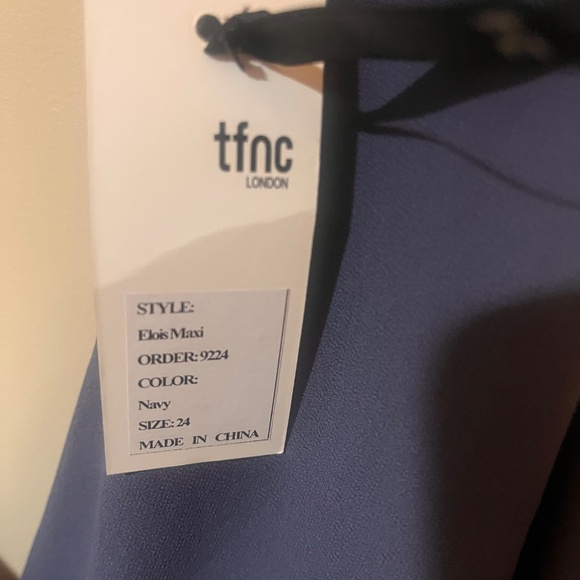 tfnc
LONDON
STYLE:
Elois Maxi
ORDER: 9224
COLOR:
Navy
SIZE: 24
MADE IN CHINA